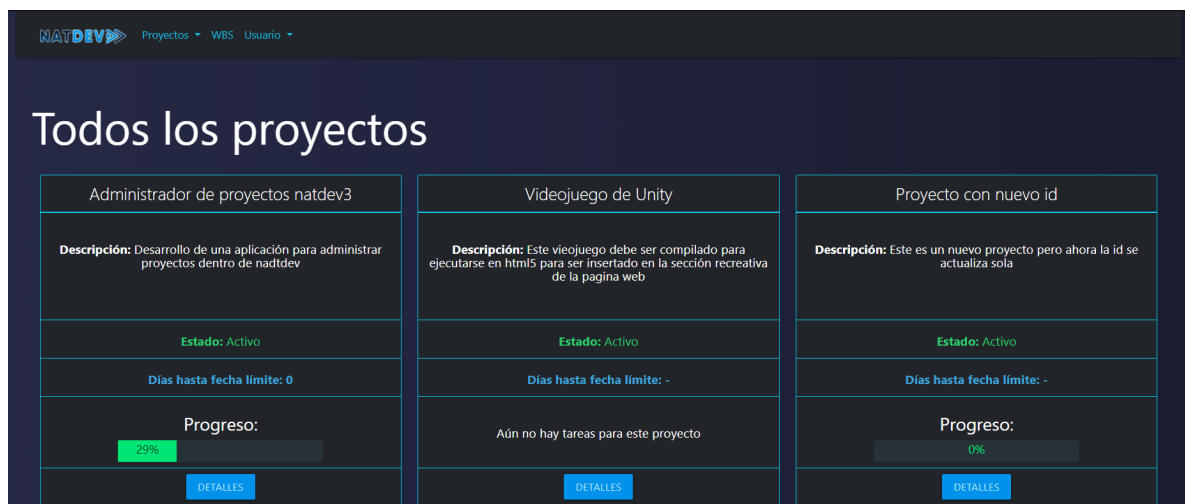 NATDEV Proyectos WBS Usuario
Todos los proyectos
Administrador de proyectos natdev3
Descripción: Desarrollo de una aplicación para administrar
proyectos dentro de nadtdev
Estado: Activo
Días hasta fecha límite: 0
Progreso:
29%
DETALLES
Videojuego de Unity
Descripción: Este vieojuego debe ser compilado para
ejecutarse en html5 para ser insertado en la sección recreativa
de la pagina web
Estado: Activo
Días hasta fecha límite: -
Aún no hay tareas para este proyecto
DETALLES
Proyecto con nuevo id
Descripción: Este es un nuevo proyecto pero ahora la id se
actualiza sola
Estado: Activo
Días hasta fecha límite: -
Progreso:
0%
DETALLES